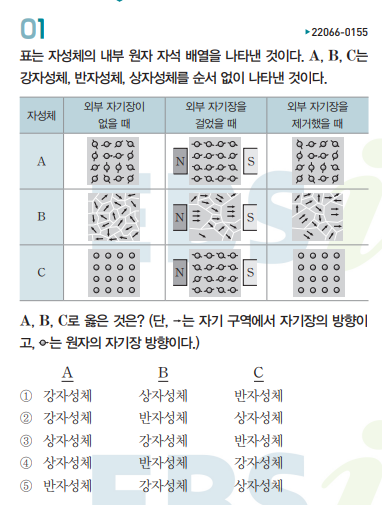 01
▶22066-0155
표는 자성체의 내부 원자 자석 배열을 나타낸 것이다. A, B, C는
강자성체, 반자성체, 상자성체를 순서 없이 나타낸 것이다.
자성체 외부 자기장이 없을 때 외부 자기장을 걸었을 때 외부 자기장을 제거했을 때
A N S
B N S
C N S
A, B, C로 옳은 것은? (단, →는 자기 구역에서 자기장의 방향이
고, ⚬는 원자의 자기장 방향이다.)
A B C
① 강자성체 상자성체 반자성체
② 강자성체 반자성체 상자성체
③ 상자성체 강자성체 반자성체
④ 상자성체 반자성체 강자성체
⑤ 반자성체 강자성체 상자성체
EBSi
EBSi